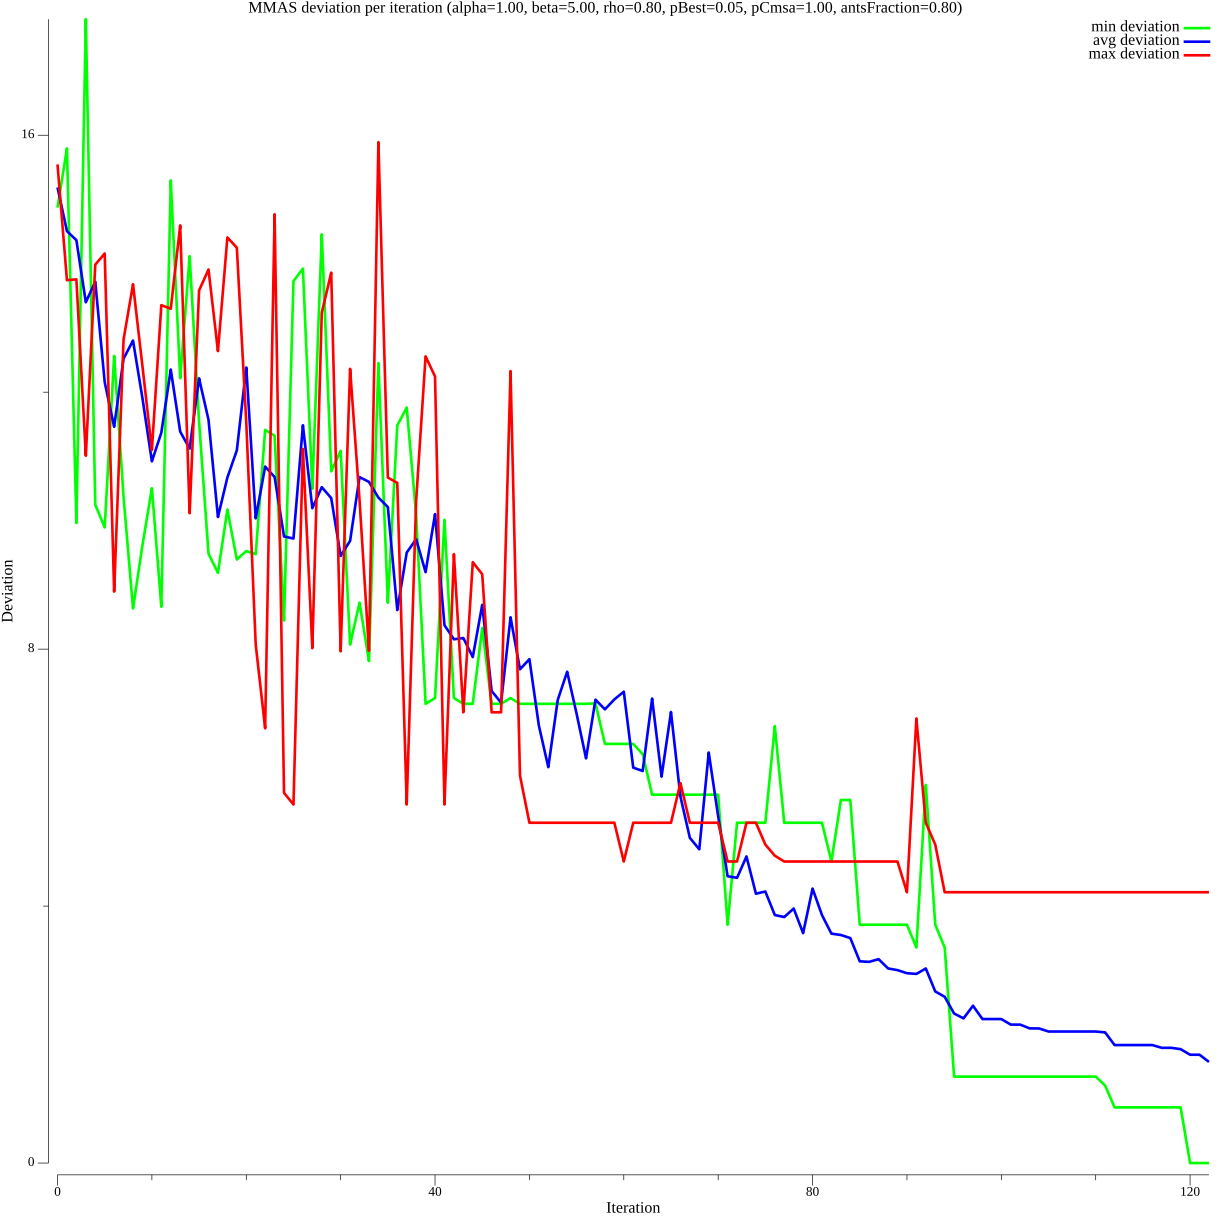 MMAS deviation per iteration (alpha=1.00, beta=5.00, rho=0.80, pBest=0.05, pCmsa=1.00, antsFraction=0.80)
min deviation
avg deviation
max deviation
16
8
0
Deviation
0 40 80 120
Iteration